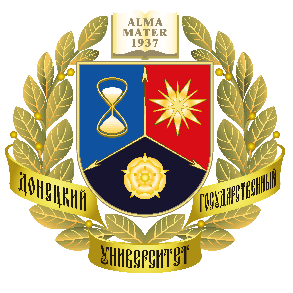 ALMA
MATER
1937
ДОНЕЦКИЙ
ГОСУДАРСТВЕННЫЙ
УНИВЕРСИТЕТ